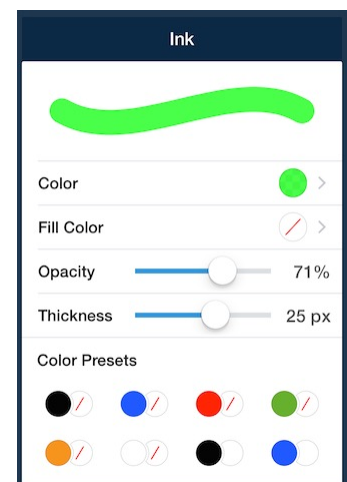 Ink
Color
Fill Color
Opacity 71%
Thickness 25 px
Color Presets